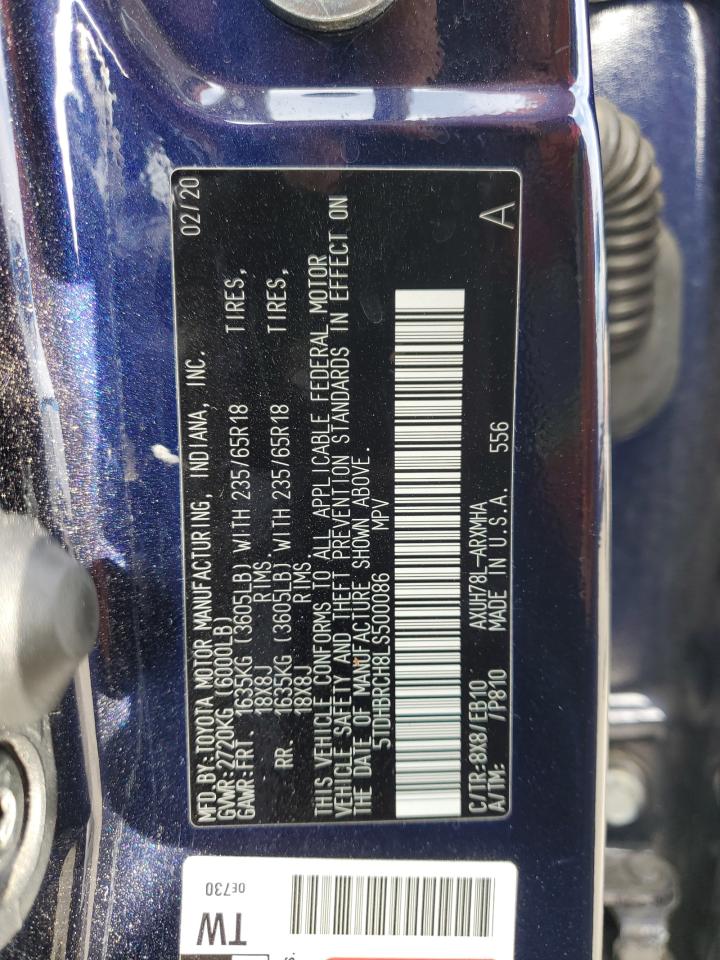 MFD.BY:TOYOTA MOTOR MANUFACTURING, INDIANA, INC. 02/20
GVWR:2720KG (6000LB)
GAWR:FRT. 1635KG (3605LB) WITH 235/65R18 TIRES,
18X8J RIMS
RR. 1635KG (3605LB) WITH 235/65R18 TIRES,
18X8J RIMS
THIS VEHICLE CONFORMS TO ALL APPLICABLE FEDERAL MOTOR
VEHICLE SAFETY AND THEFT PREVENTION STANDARDS IN EFFECT ON
THE DATE OF MANUFACTURE SHOWN ABOVE.
5TDHBRCH8LS500086 MPV
C/TR:8X8/EB10 AXUH78L-ARXMHA
A/TM: /P810 MADE IN U.S.A. 556
A
TW
0E730